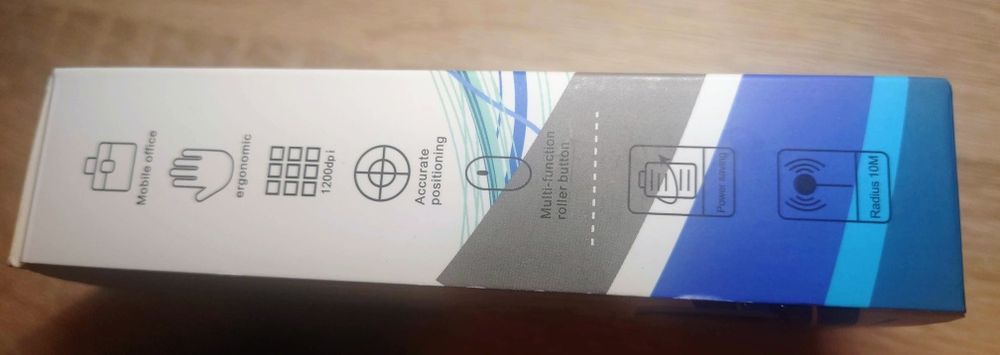 Mobile office
ergonomic
1200dpi
Accurate
positioning
Multi-function
roller button
Power saving
Radius 10M